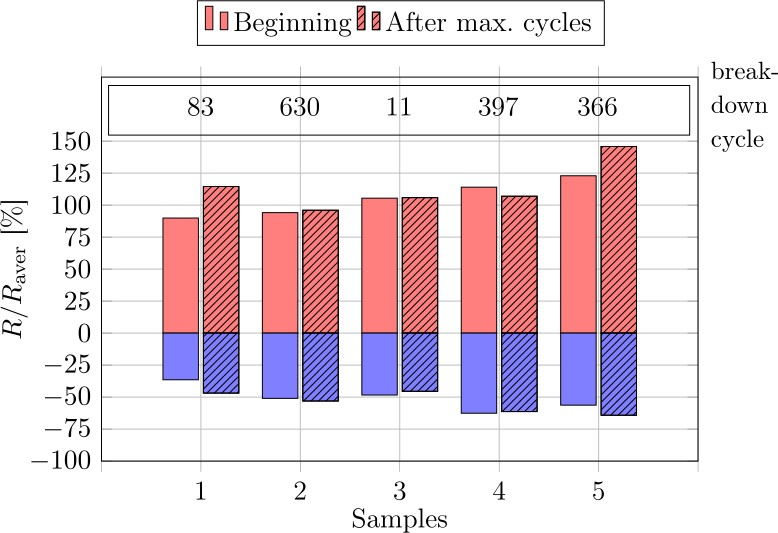 Beginning After max. cycles
break-
down
cycle
83 630 11 397 366
150
125
100
75
50
25
0
−25
−50
−75
−100
R/Raver [%]
1 2 3 4 5
Samples